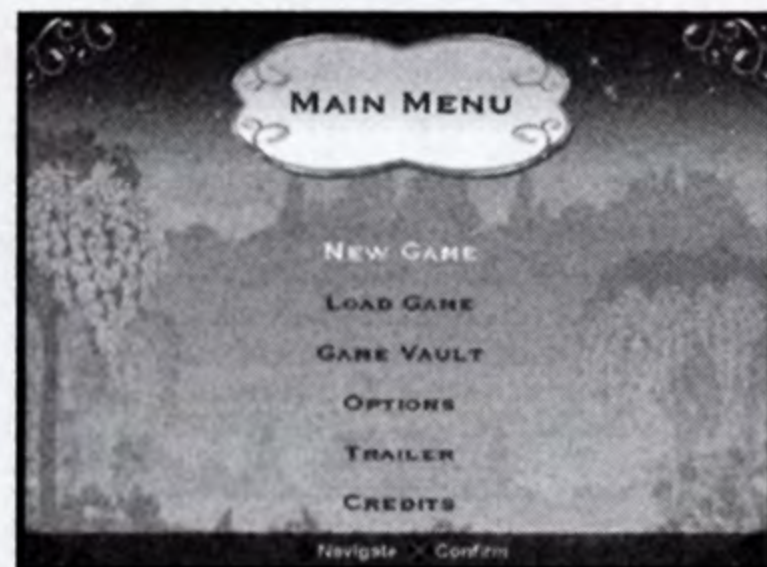 MAIN MENU
NEW GAME
LOAD GAME
GAME VAULT
OPTIONS
TRAILER
CREDITS
Navigate × Confirm